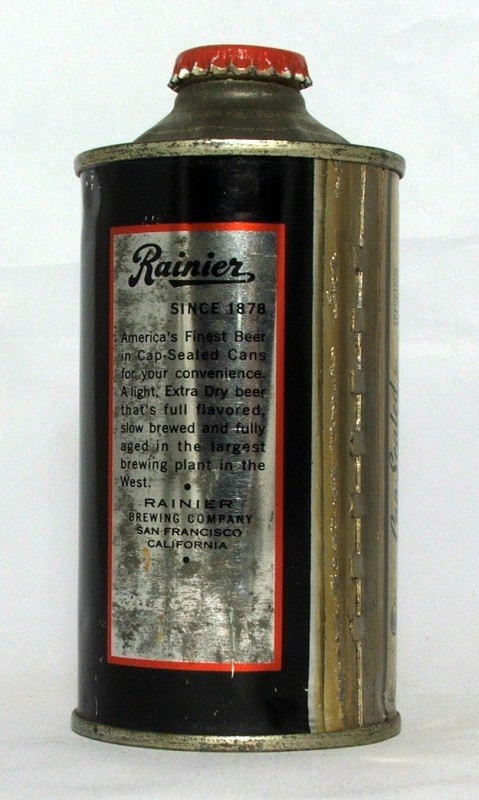 Rainier
SINCE 1878
America's Finest Beer
in Cap-Sealed Cans
for your convenience.
A light, Extra Dry beer
that's full flavored,
slow brewed and fully
aged in the largest
brewing plant in the
West.
RAINIER
BREWING COMPANY
SAN FRANCISCO
CALIFORNIA
Cap Sealed